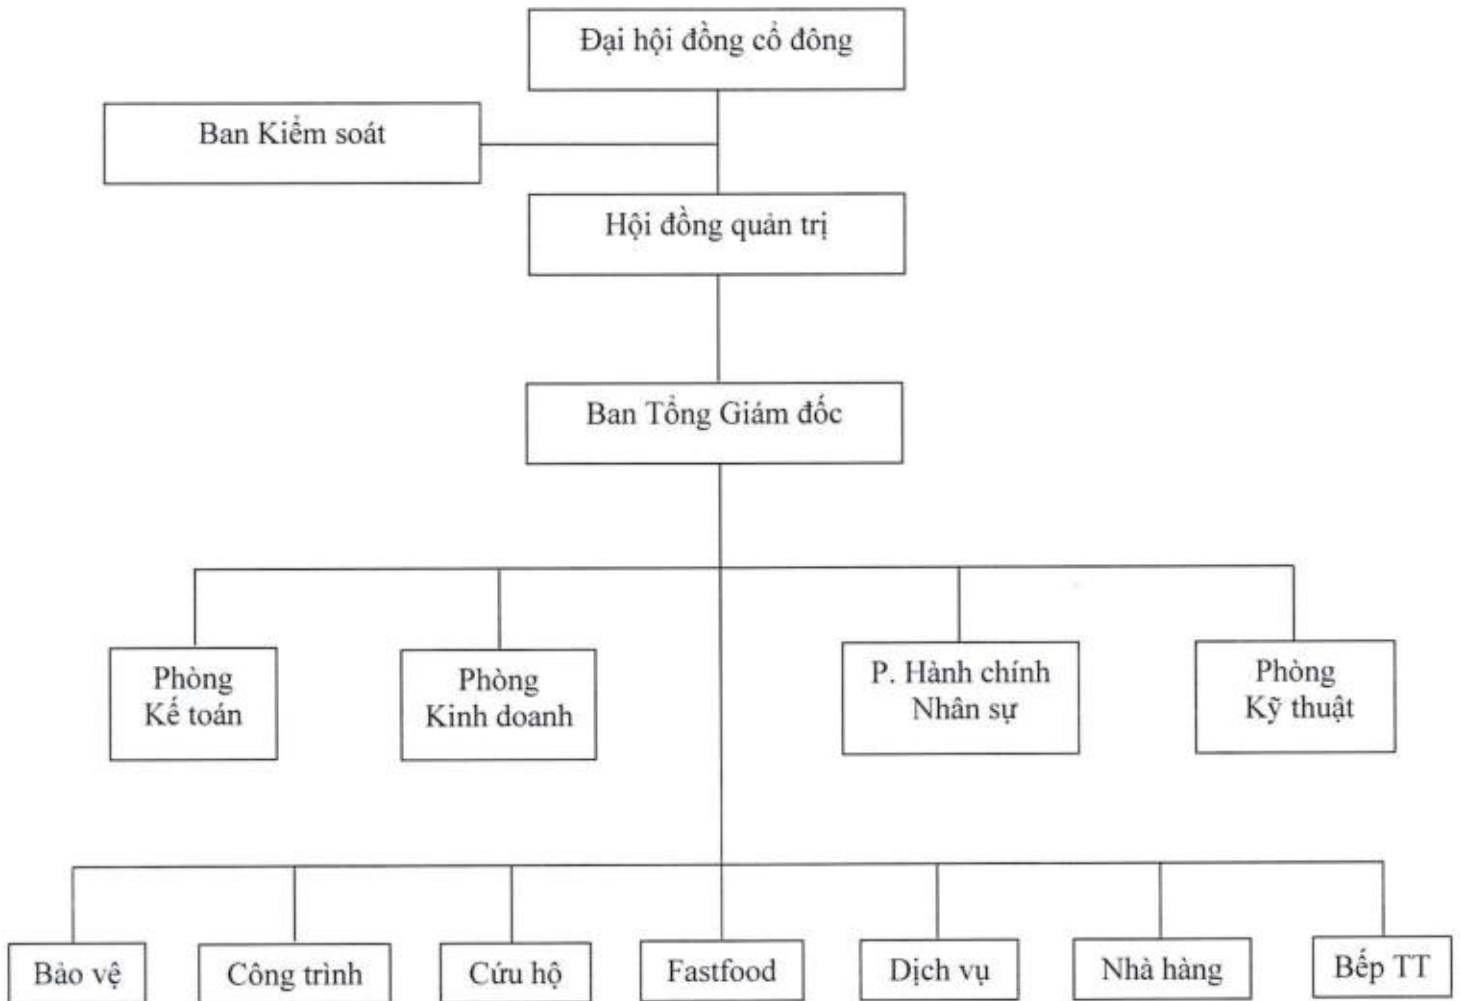 Đại hội đồng cổ đông
Ban Kiểm soát
Hội đồng quản trị
Ban Tổng Giám đốc
Phòng
Kế toán
Phòng
Kinh doanh
P. Hành chính
Nhân sự
Phòng
Kỹ thuật
Bảo vệ
Công trình
Cứu hộ
Fastfood
Dịch vụ
Nhà hàng
Bếp TT